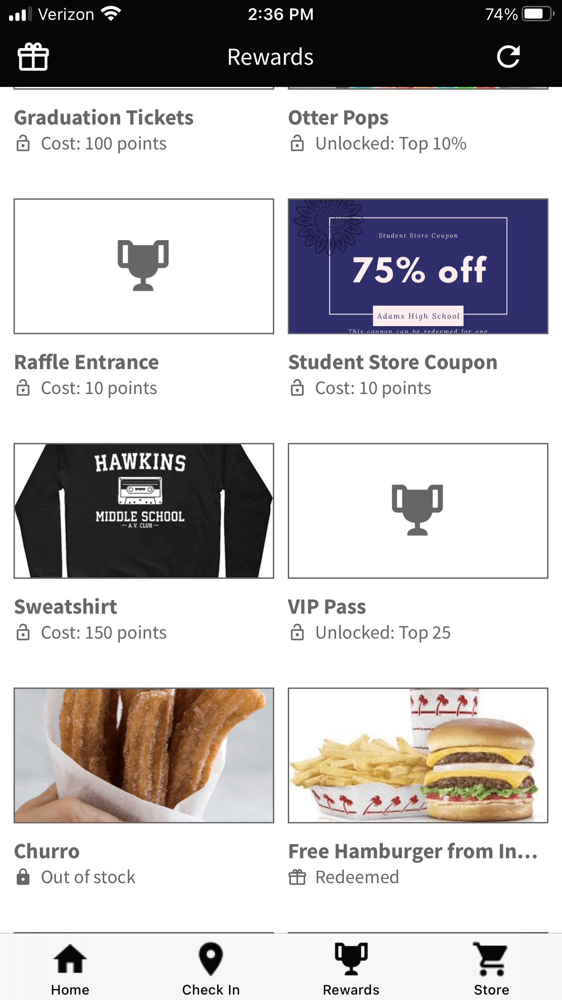 Verizon 2:36 PM 74%
Rewards
Graduation Tickets
Cost: 100 points
Otter Pops
Unlocked: Top 10%
Student Store Coupon
75% off
Adams High School
This coupon can be redeemed for one
Raffle Entrance
Cost: 10 points
Student Store Coupon
Cost: 10 points
HAWKINS
MIDDLE SCHOOL
– A.V. CLUB –
Sweatshirt
Cost: 150 points
VIP Pass
Unlocked: Top 25
Churro
Out of stock
Free Hamburger from In...
Redeemed
Home Check In Rewards Store